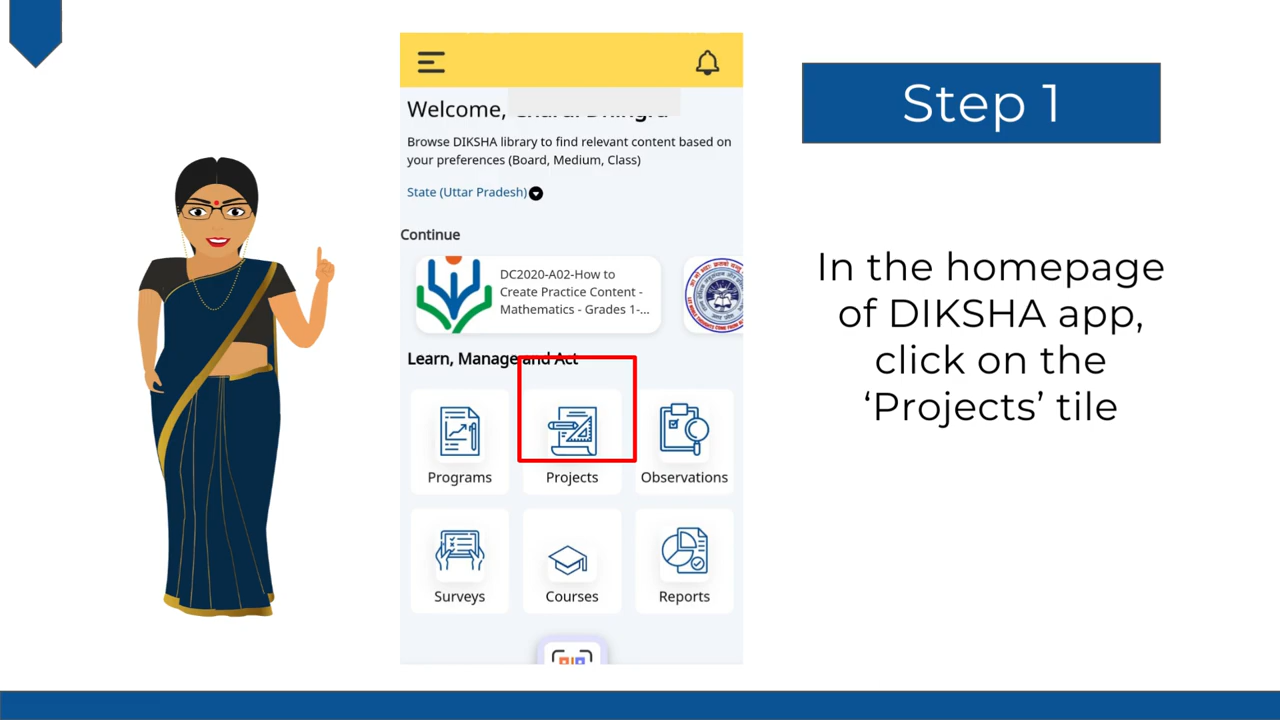 Welcome,
Browse DIKSHA library to find relevant content based on
your preferences (Board, Medium, Class)
State (Uttar Pradesh)
Continue
DC2020-A02-How to
Create Practice Content -
Mathematics - Grades 1-...
Learn, Manage and Act
Programs
Projects
Observations
Surveys
Courses
Reports
Step 1
In the homepage
of DIKSHA app,
click on the
‘Projects’ tile